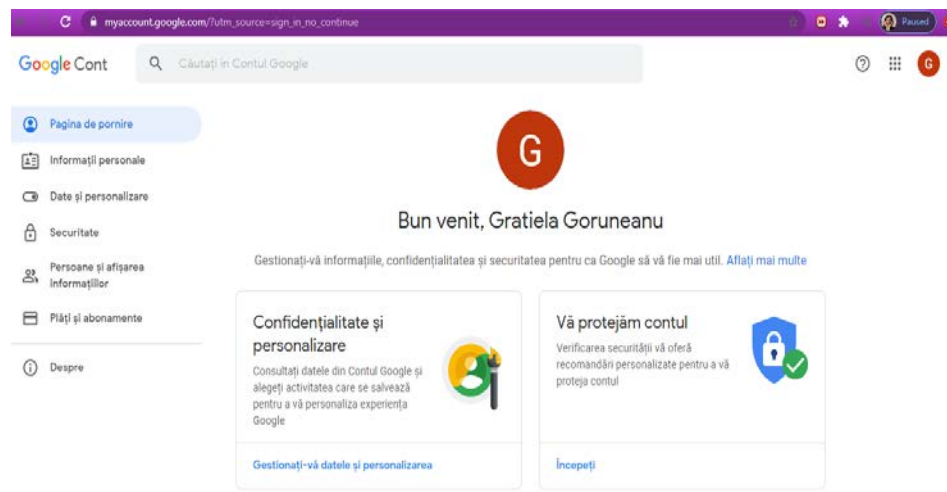 myaccount.google.com/?utm_source=sign_in_no_continue
Paused
Google Cont
Căutați în Contul Google
G
Pagina de pornire
Informații personale
Date și personalizare
Securitate
Persoane și afișarea
informațiilor
Plăți și abonamente
Despre
G
Bun venit, Gratiela Goruneanu
Gestionați-vă informațiile, confidențialitatea și securitatea pentru ca Google să vă fie mai util. Aflați mai multe
Confidențialitate și
personalizare
Consultați datele din Contul Google și
alegeți activitatea care se salvează
pentru a vă personaliza experiența
Google
Gestionați-vă datele și personalizarea
Vă protejăm contul
Verificarea securității vă oferă
recomandări personalizate pentru a vă
proteja contul
Începeți